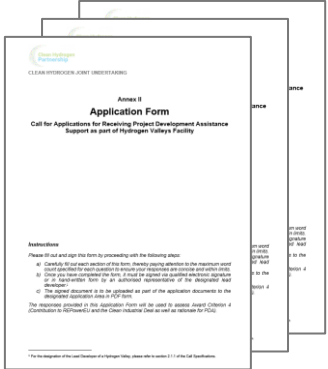 Clean Hydrogen
Partnership
CLEAN HYDROGEN JOINT UNDERTAKING
Annex II
Application Form
Call for Applications for Receiving Project Development Assistance
Support as part of Hydrogen Valleys Facility
Instructions
Please fill out and sign this form by proceeding with the following steps:
a) Carefully fill out each section of this form, thereby paying attention to the maximum word
count specified for each question to ensure your responses are concise and within limits.
b) Once you have completed the form, it must be signed via qualified electronic signature
or in hand-written form by an authorised representative of the designated lead
developer¹.
c) The signed document is to be uploaded as part of the application documents to the
designated application area in PDF form.
The responses provided in this Application Form will be used to assess Award Criterion 4
(Contribution to REPowerEU and the Clean Industrial Deal as well as rationale for PDA).
¹ For the designation of the Lead Developer of a Hydrogen Valley, please refer to section 2.1.1 of the Call Specifications.
ance
ance